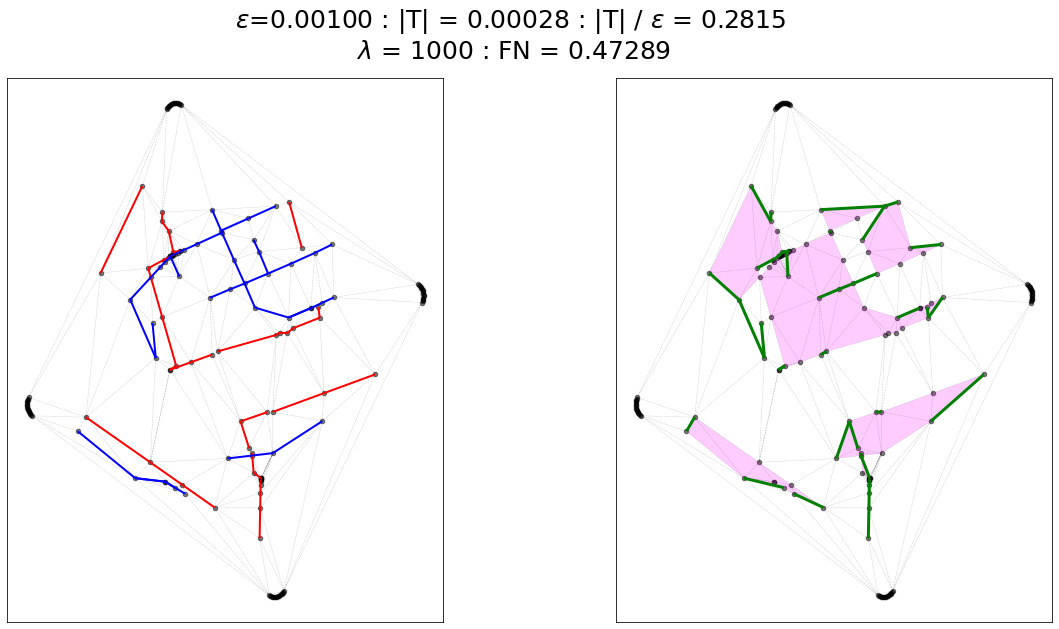 ε=0.00100 : |T| = 0.00028 : |T| / ε = 0.2815
λ = 1000 : FN = 0.47289